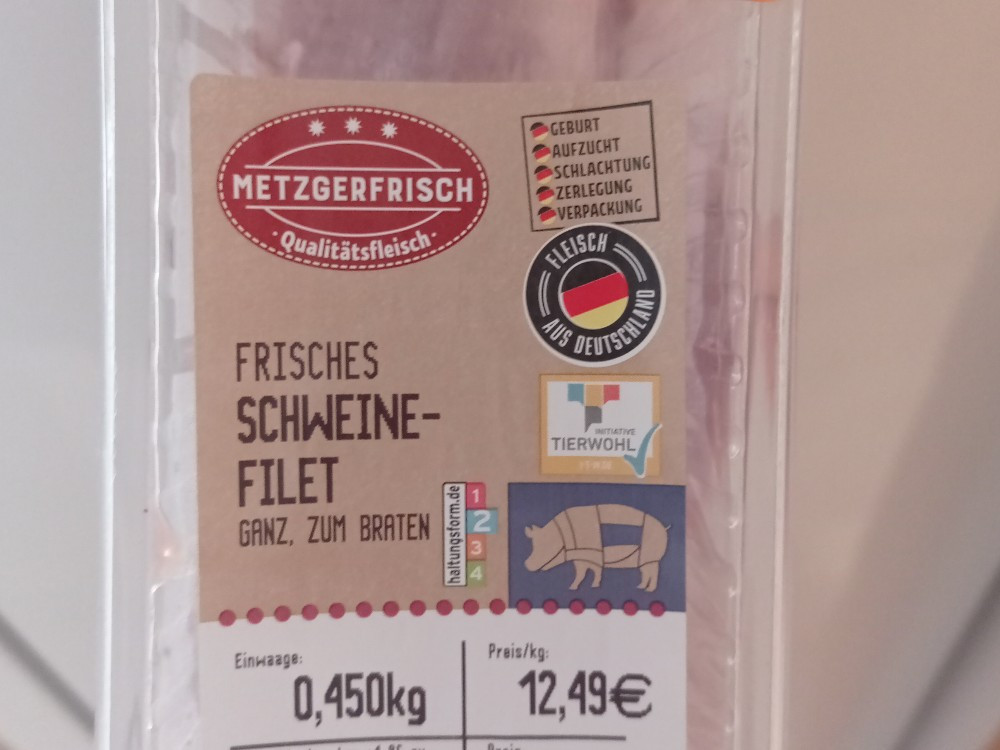 METZGERFRISCH
· Qualitätsfleisch ·
GEBURT
AUFZUCHT
SCHLACHTUNG
ZERLEGUNG
VERPACKUNG
FLEISCH
AUS DEUTSCHLAND
FRISCHES
SCHWEINE-
FILET
GANZ, ZUM BRATEN
INITIATIVE
TIERWOHL
haltungsform.de
1
2
3
4
Einwaage:
0,450kg
Preis/kg:
12,49€